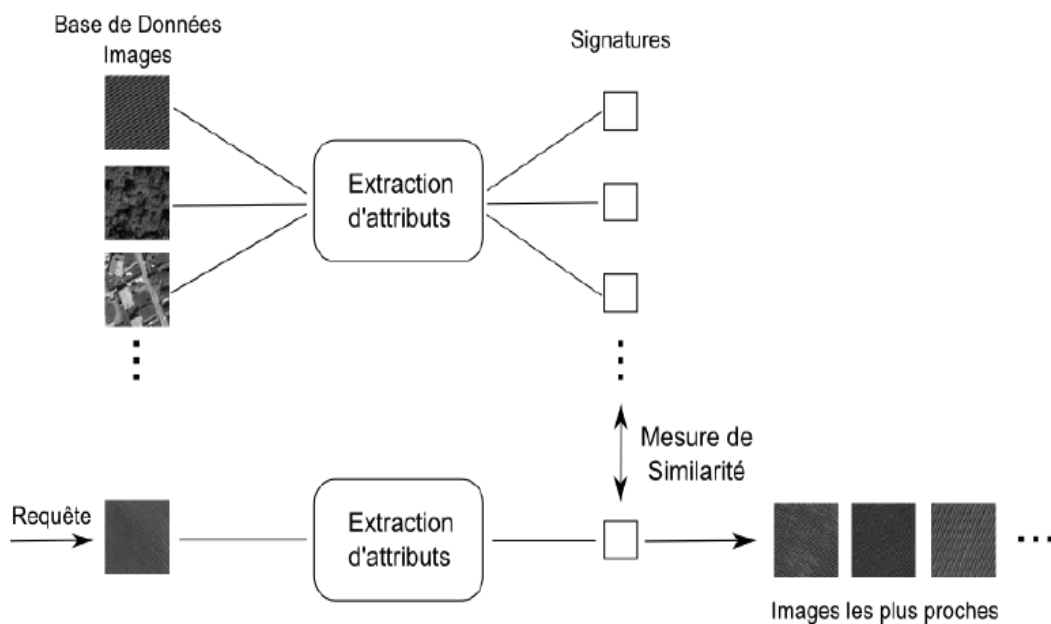 Base de Données
Images
Signatures
Extraction
d'attributs
Mesure de
Similarité
Requête
Extraction
d'attributs
Images les plus proches